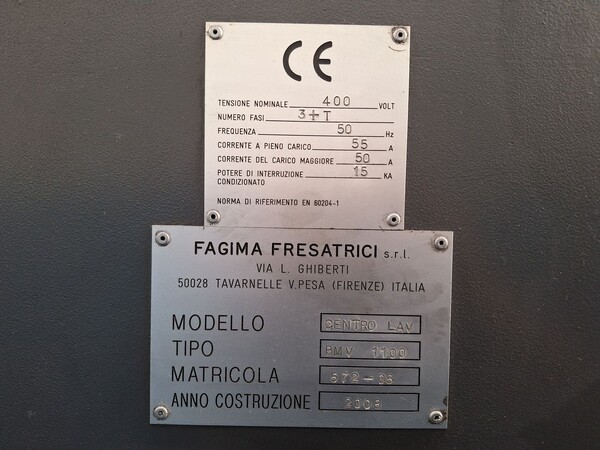 CE
TENSIONE NOMINALE 400 VOLT
NUMERO FASI 3+T
FREQUENZA 50 Hz
CORRENTE A PIENO CARICO 55 A
CORRENTE DEL CARICO MAGGIORE 50 A
POTERE DI INTERRUZIONE 15 KA
CONDIZIONATO
NORMA DI RIFERIMENTO EN 60204-1
FAGIMA FRESATRICI s.r.l.
VIA L. GHIBERTI
50028 TAVARNELLE V.PESA (FIRENZE) ITALIA
MODELLO CENTRO LAV
TIPO 1100
MATRICOLA
ANNO COSTRUZIONE